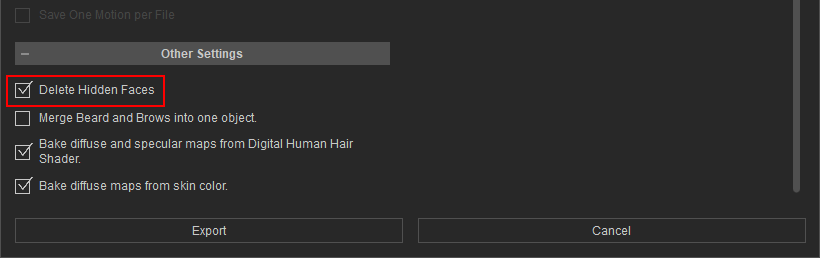 Save One Motion per File
Other Settings
Delete Hidden Faces
Merge Beard and Brows into one object.
Bake diffuse and specular maps from Digital Human Hair
Shader.
Bake diffuse maps from skin color.
Export
Cancel